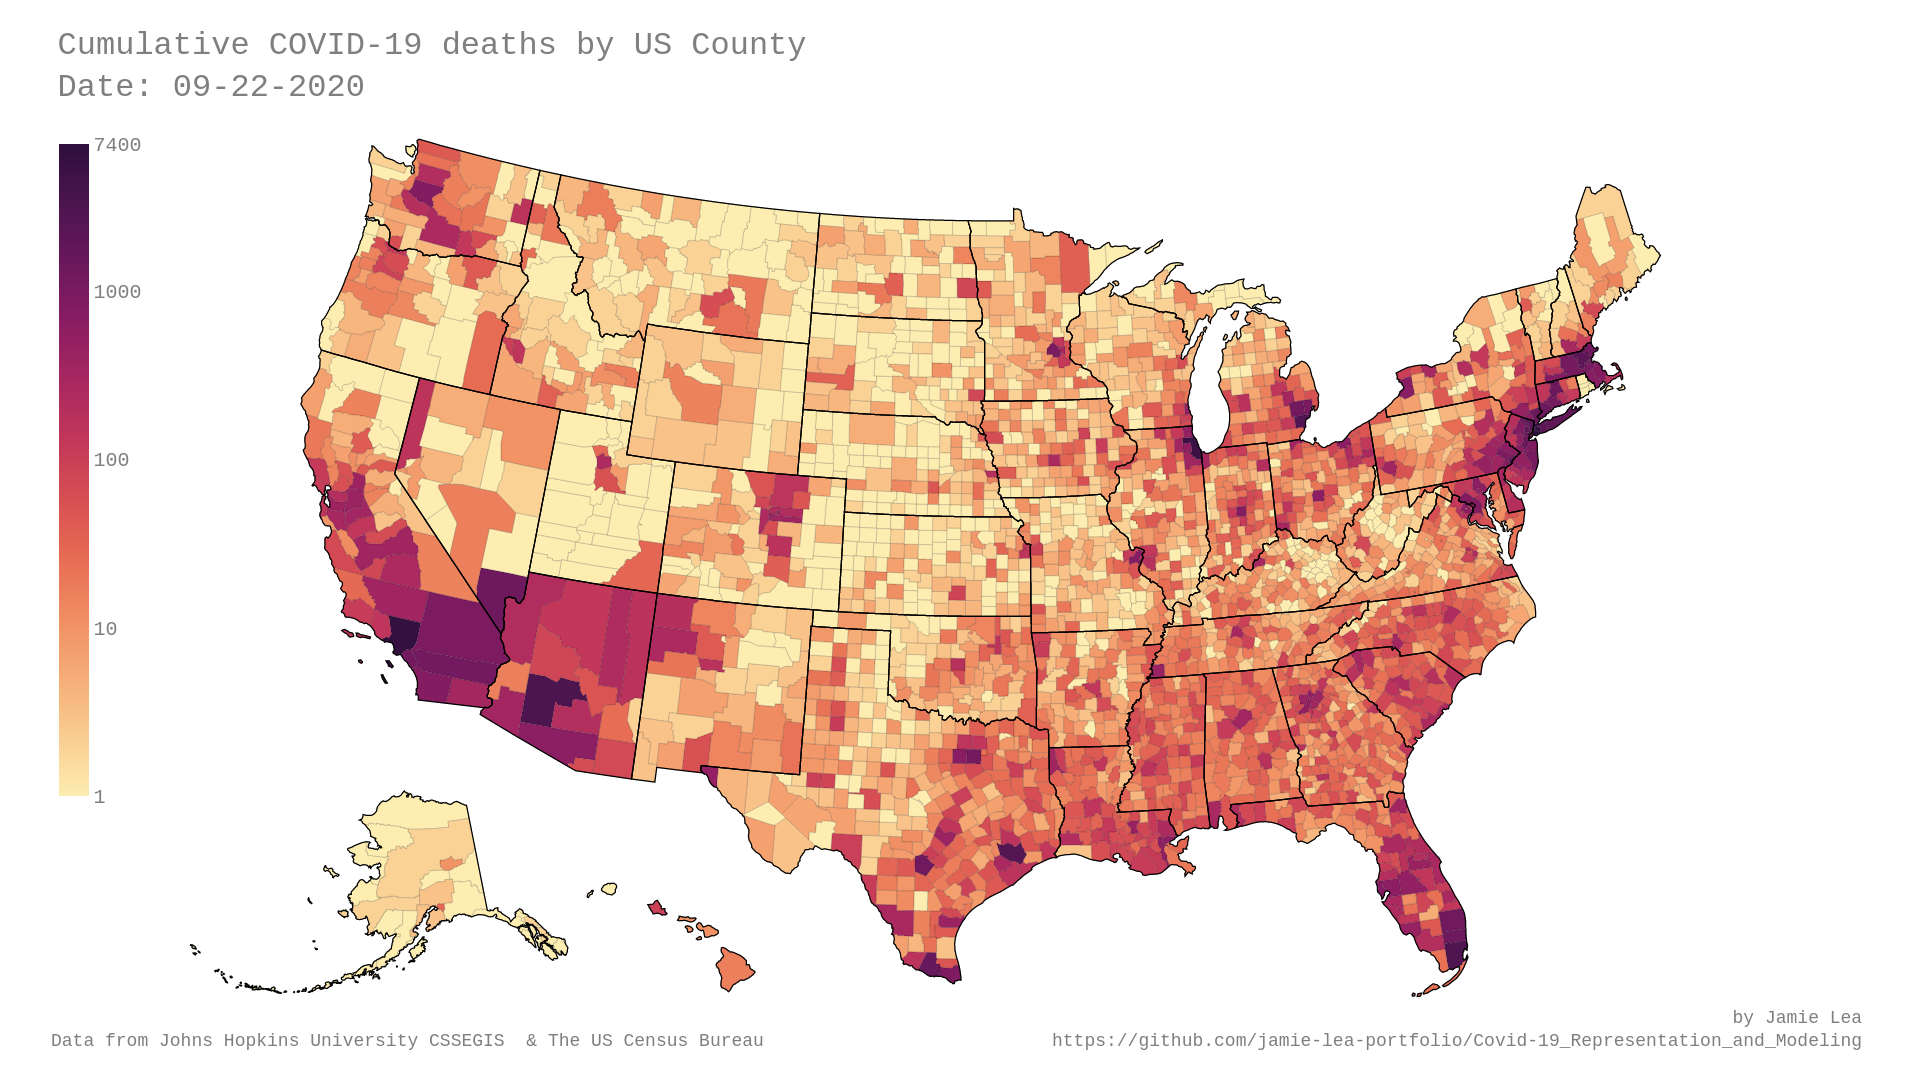 Cumulative COVID-19 deaths by US County
Date: 09-22-2020
7400
1000
100
10
1
by Jamie Lea
Data from Johns Hopkins University CSSEGIS  & The US Census Bureau
https://github.com/jamie-lea-portfolio/Covid-19_Representation_and_Modeling